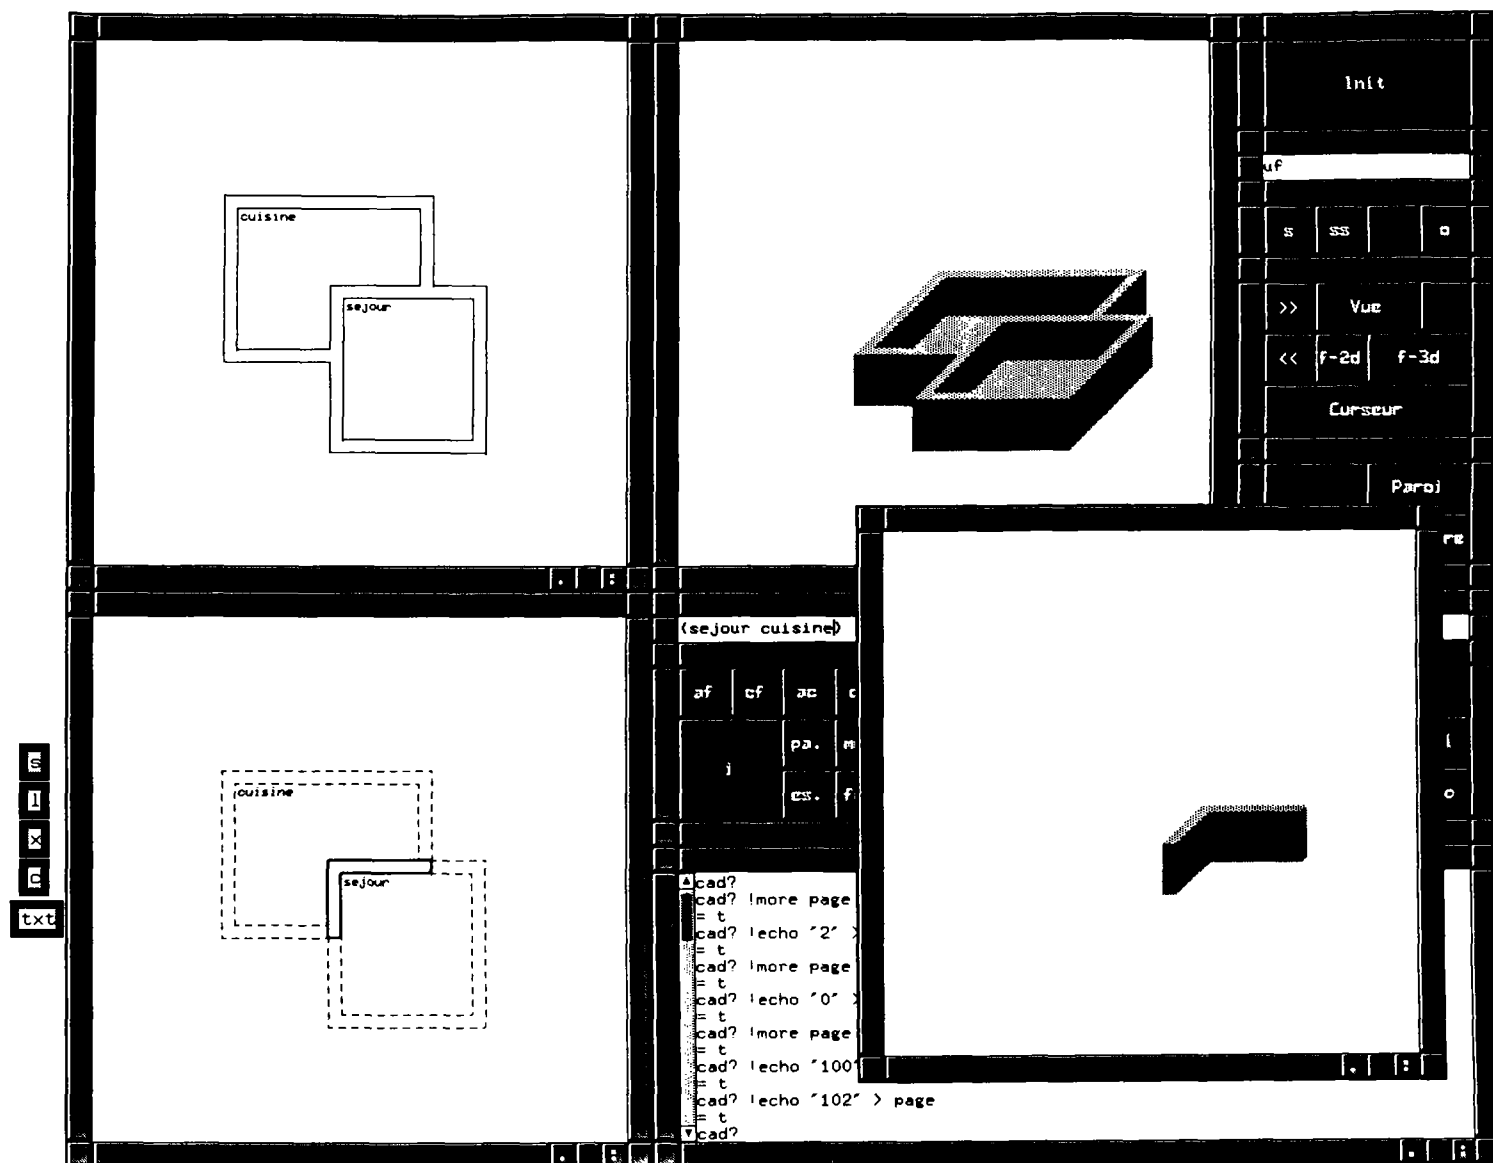 Init
uf
s ss o
>> Vue
<< f-2d f-3d
Curseur
Paroi
re
cuisine
sejour
(sejour cuisine)
af cf ac
pa. m
i
es. f
cuisine
sejour
s
l
x
c
txt
cad?
cad? !more page
= t
cad? !echo "2" >
= t
cad? !more page
= t
cad? !echo "0" >
= t
cad? !more page
= t
cad? !echo "100"
= t
cad? !echo "102" > page
= t
cad?